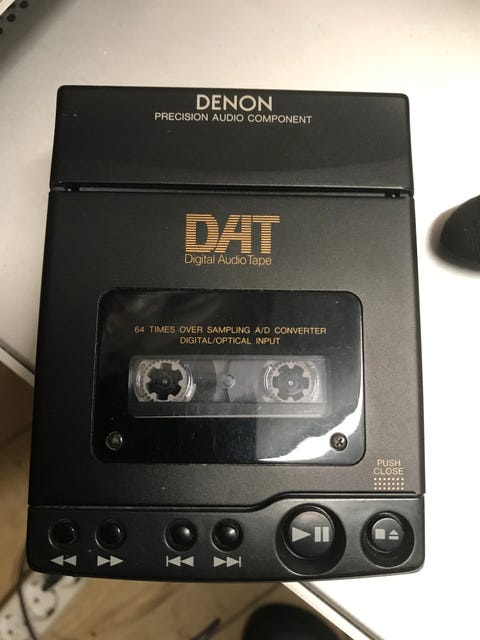 DENON
PRECISION AUDIO COMPONENT
DAT
Digital Audio Tape
64 TIMES OVER SAMPLING A/D CONVERTER
DIGITAL/OPTICAL INPUT
PUSH
CLOSE